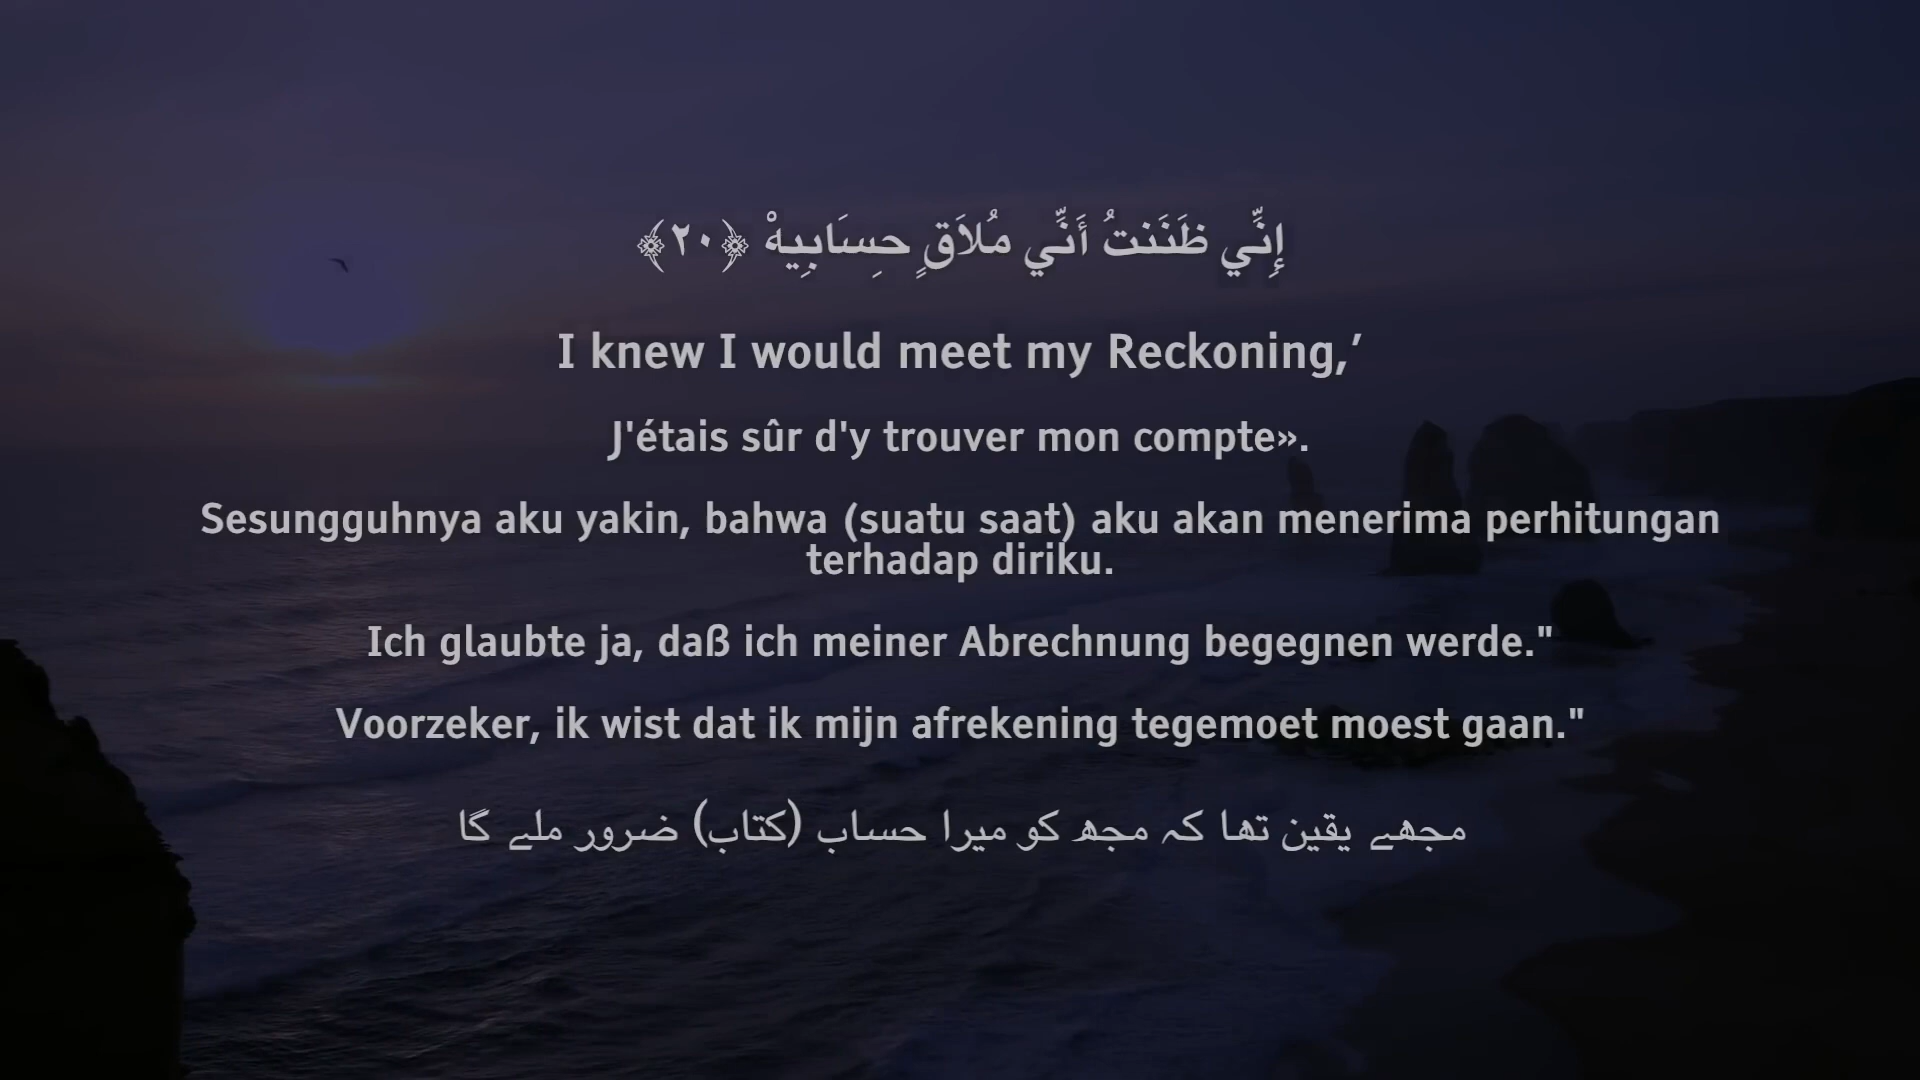 إِنِّي ظَنَنتُ أَنِّي مُلَاقٍ حِسَابِيهْ ﴿٢٠﴾
I knew I would meet my Reckoning,’
J'étais sûr d'y trouver mon compte».
Sesungguhnya aku yakin, bahwa (suatu saat) aku akan menerima perhitungan
terhadap diriku.
Ich glaubte ja, daß ich meiner Abrechnung begegnen werde."
Voorzeker, ik wist dat ik mijn afrekening tegemoet moest gaan."
مجھے یقین تھا کہ مجھ کو میرا حساب (کتاب) ضرور ملے گا